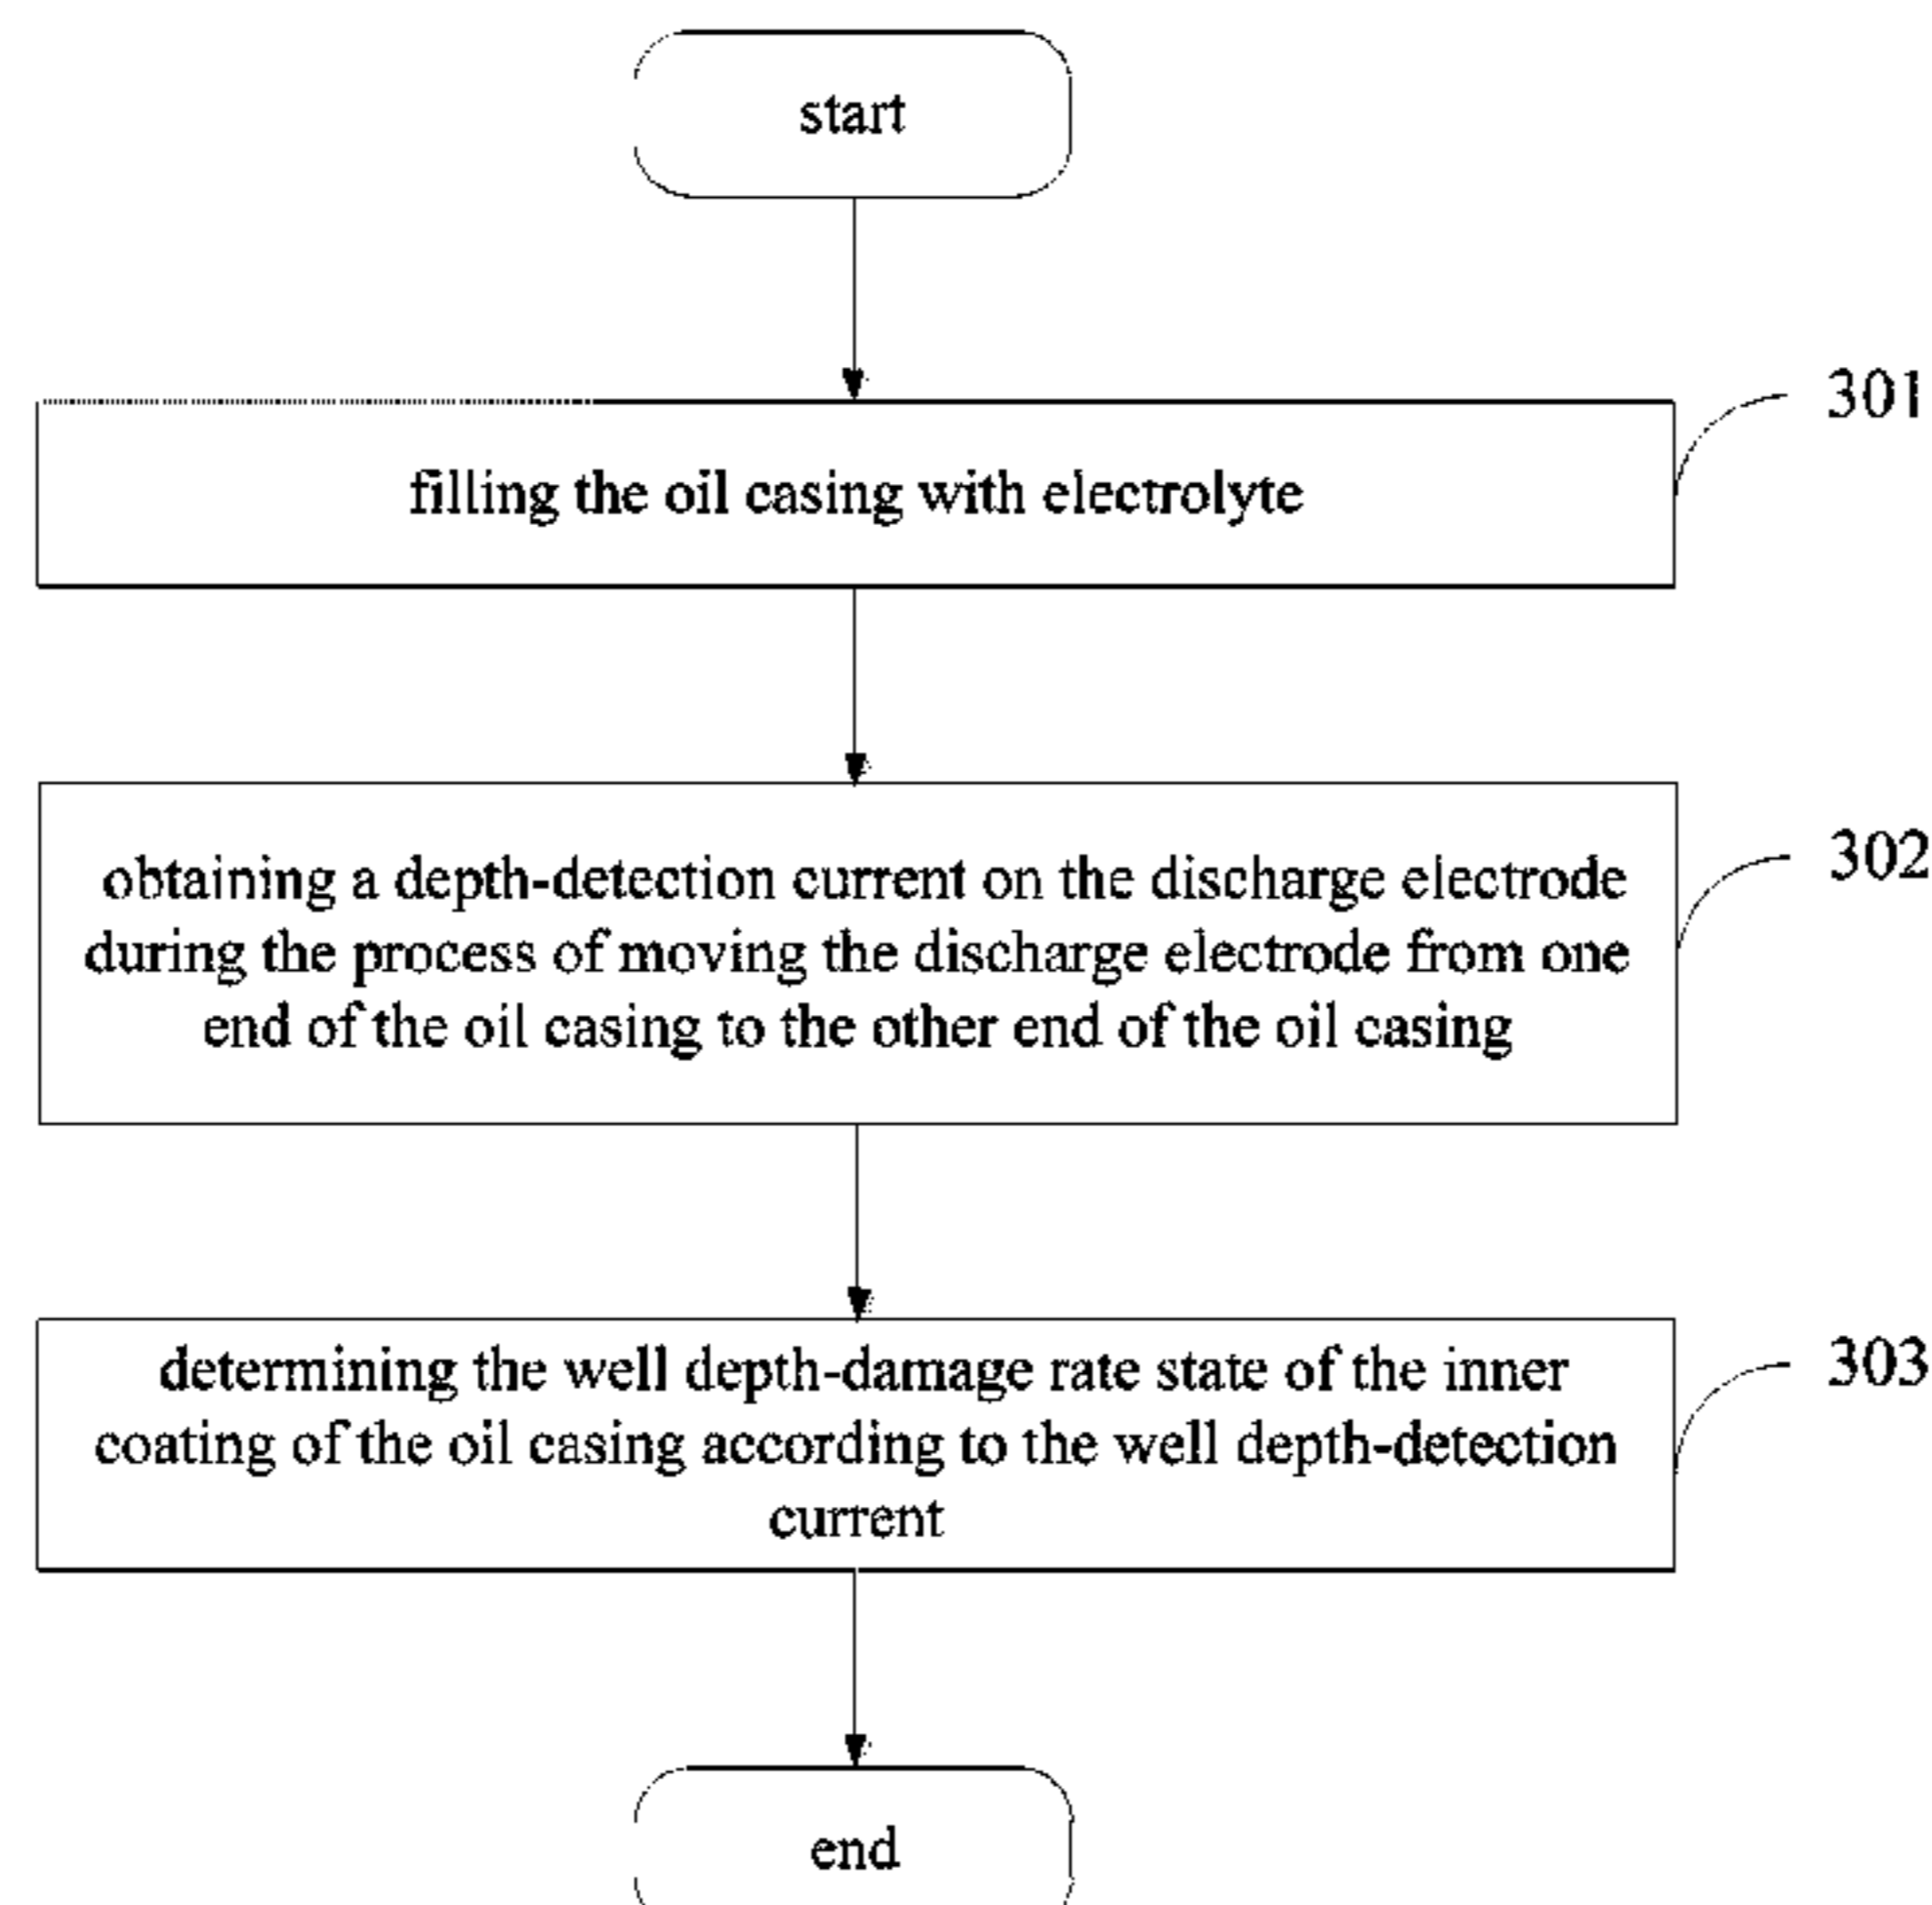 start
301
filling the oil casing with electrolyte
302
obtaining a depth-detection current on the discharge electrode
during the process of moving the discharge electrode from one
end of the oil casing to the other end of the oil casing
303
determining the well depth-damage rate state of the inner
coating of the oil casing according to the well depth-detection
current
end